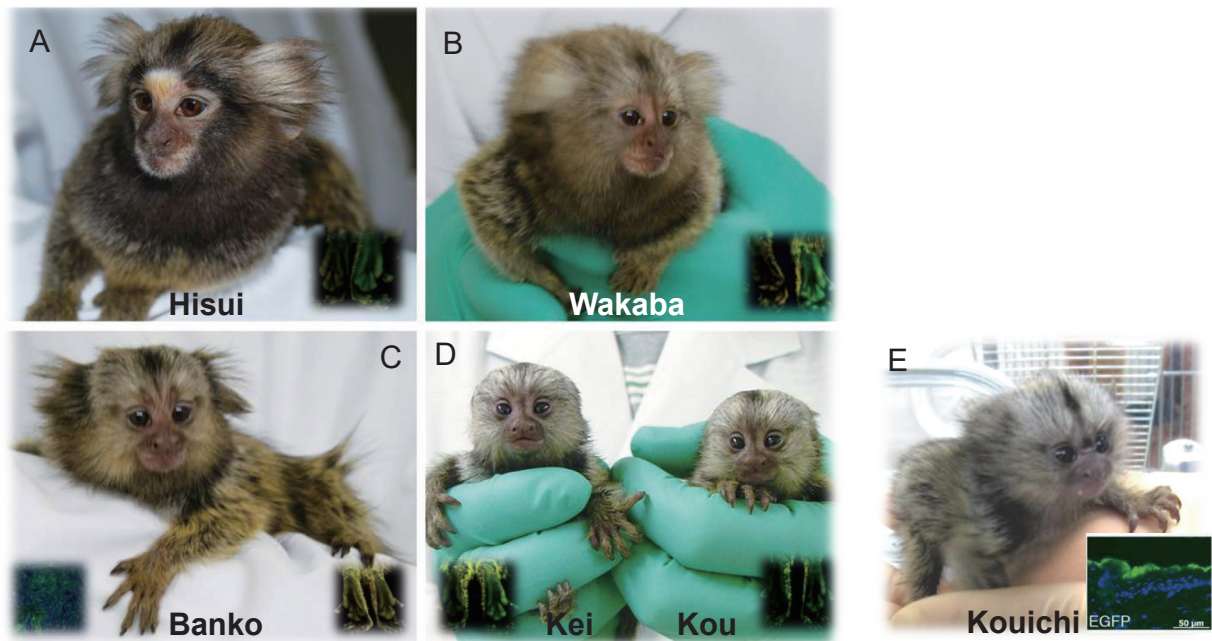 A
Hisui
B
Wakaba
C
Banko
D
Kei
Kou
E
Kouichi
EGFP
50 µm